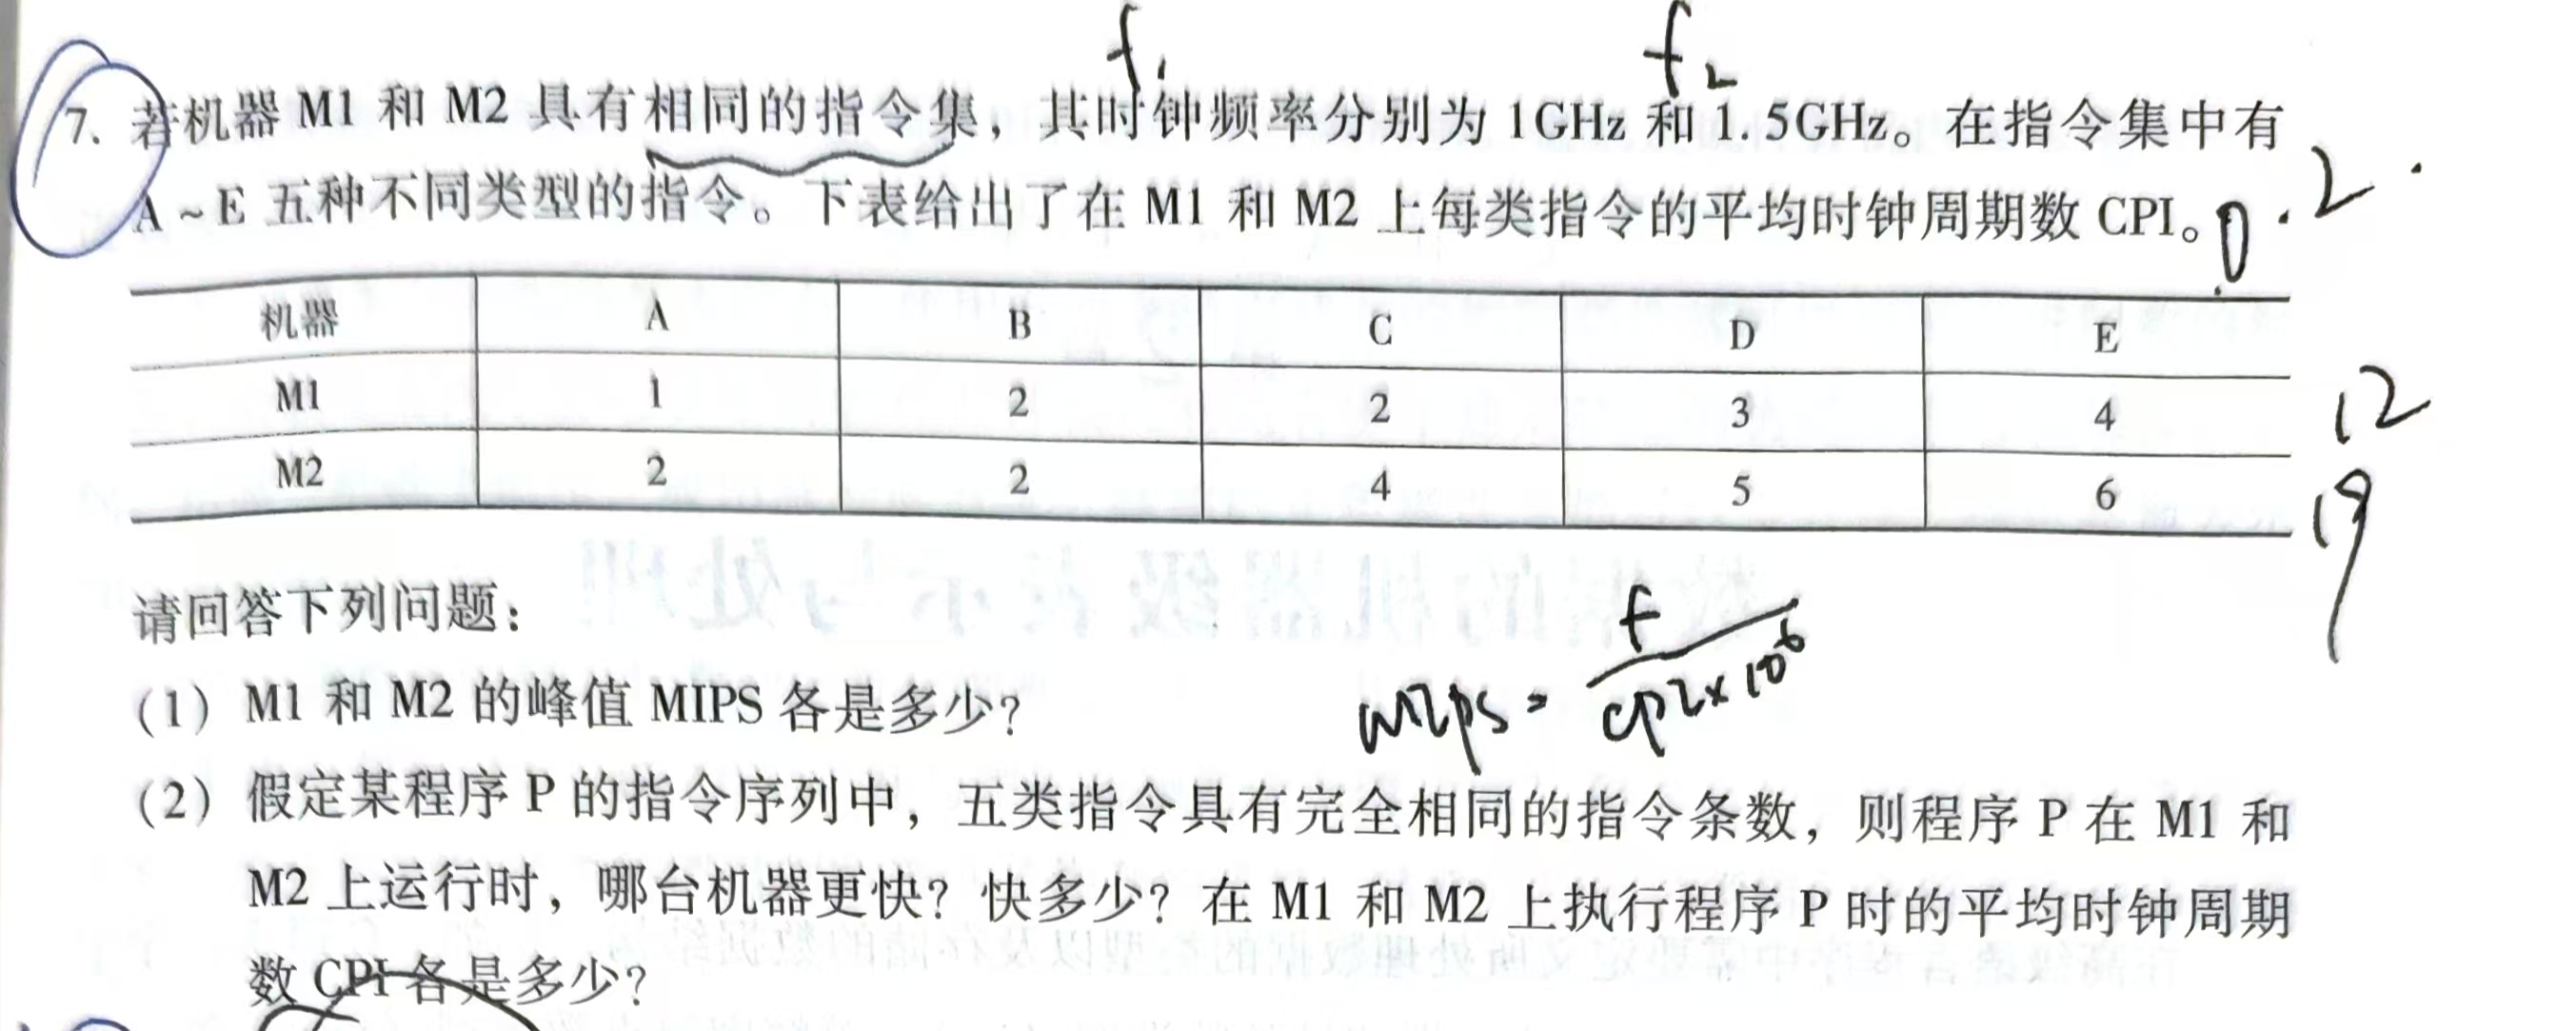 f₁ f₂
7. 若机器 M1 和 M2 具有相同的指令集，其时钟频率分别为 1GHz 和 1.5GHz。在指令集中有
A~E 五种不同类型的指令。下表给出了在 M1 和 M2 上每类指令的平均时钟周期数 CPI。 0.2
机器 A B C D E
M1 1 2 2 3 4 12
M2 2 2 4 5 6 19
请回答下列问题：
（1）M1 和 M2 的峰值 MIPS 各是多少？
mips = f / cpi×10⁶
（2）假定某程序 P 的指令序列中，五类指令具有完全相同的指令条数，则程序 P 在 M1 和
M2 上运行时，哪台机器更快？快多少？在 M1 和 M2 上执行程序 P 时的平均时钟周期
数 CPI 各是多少？